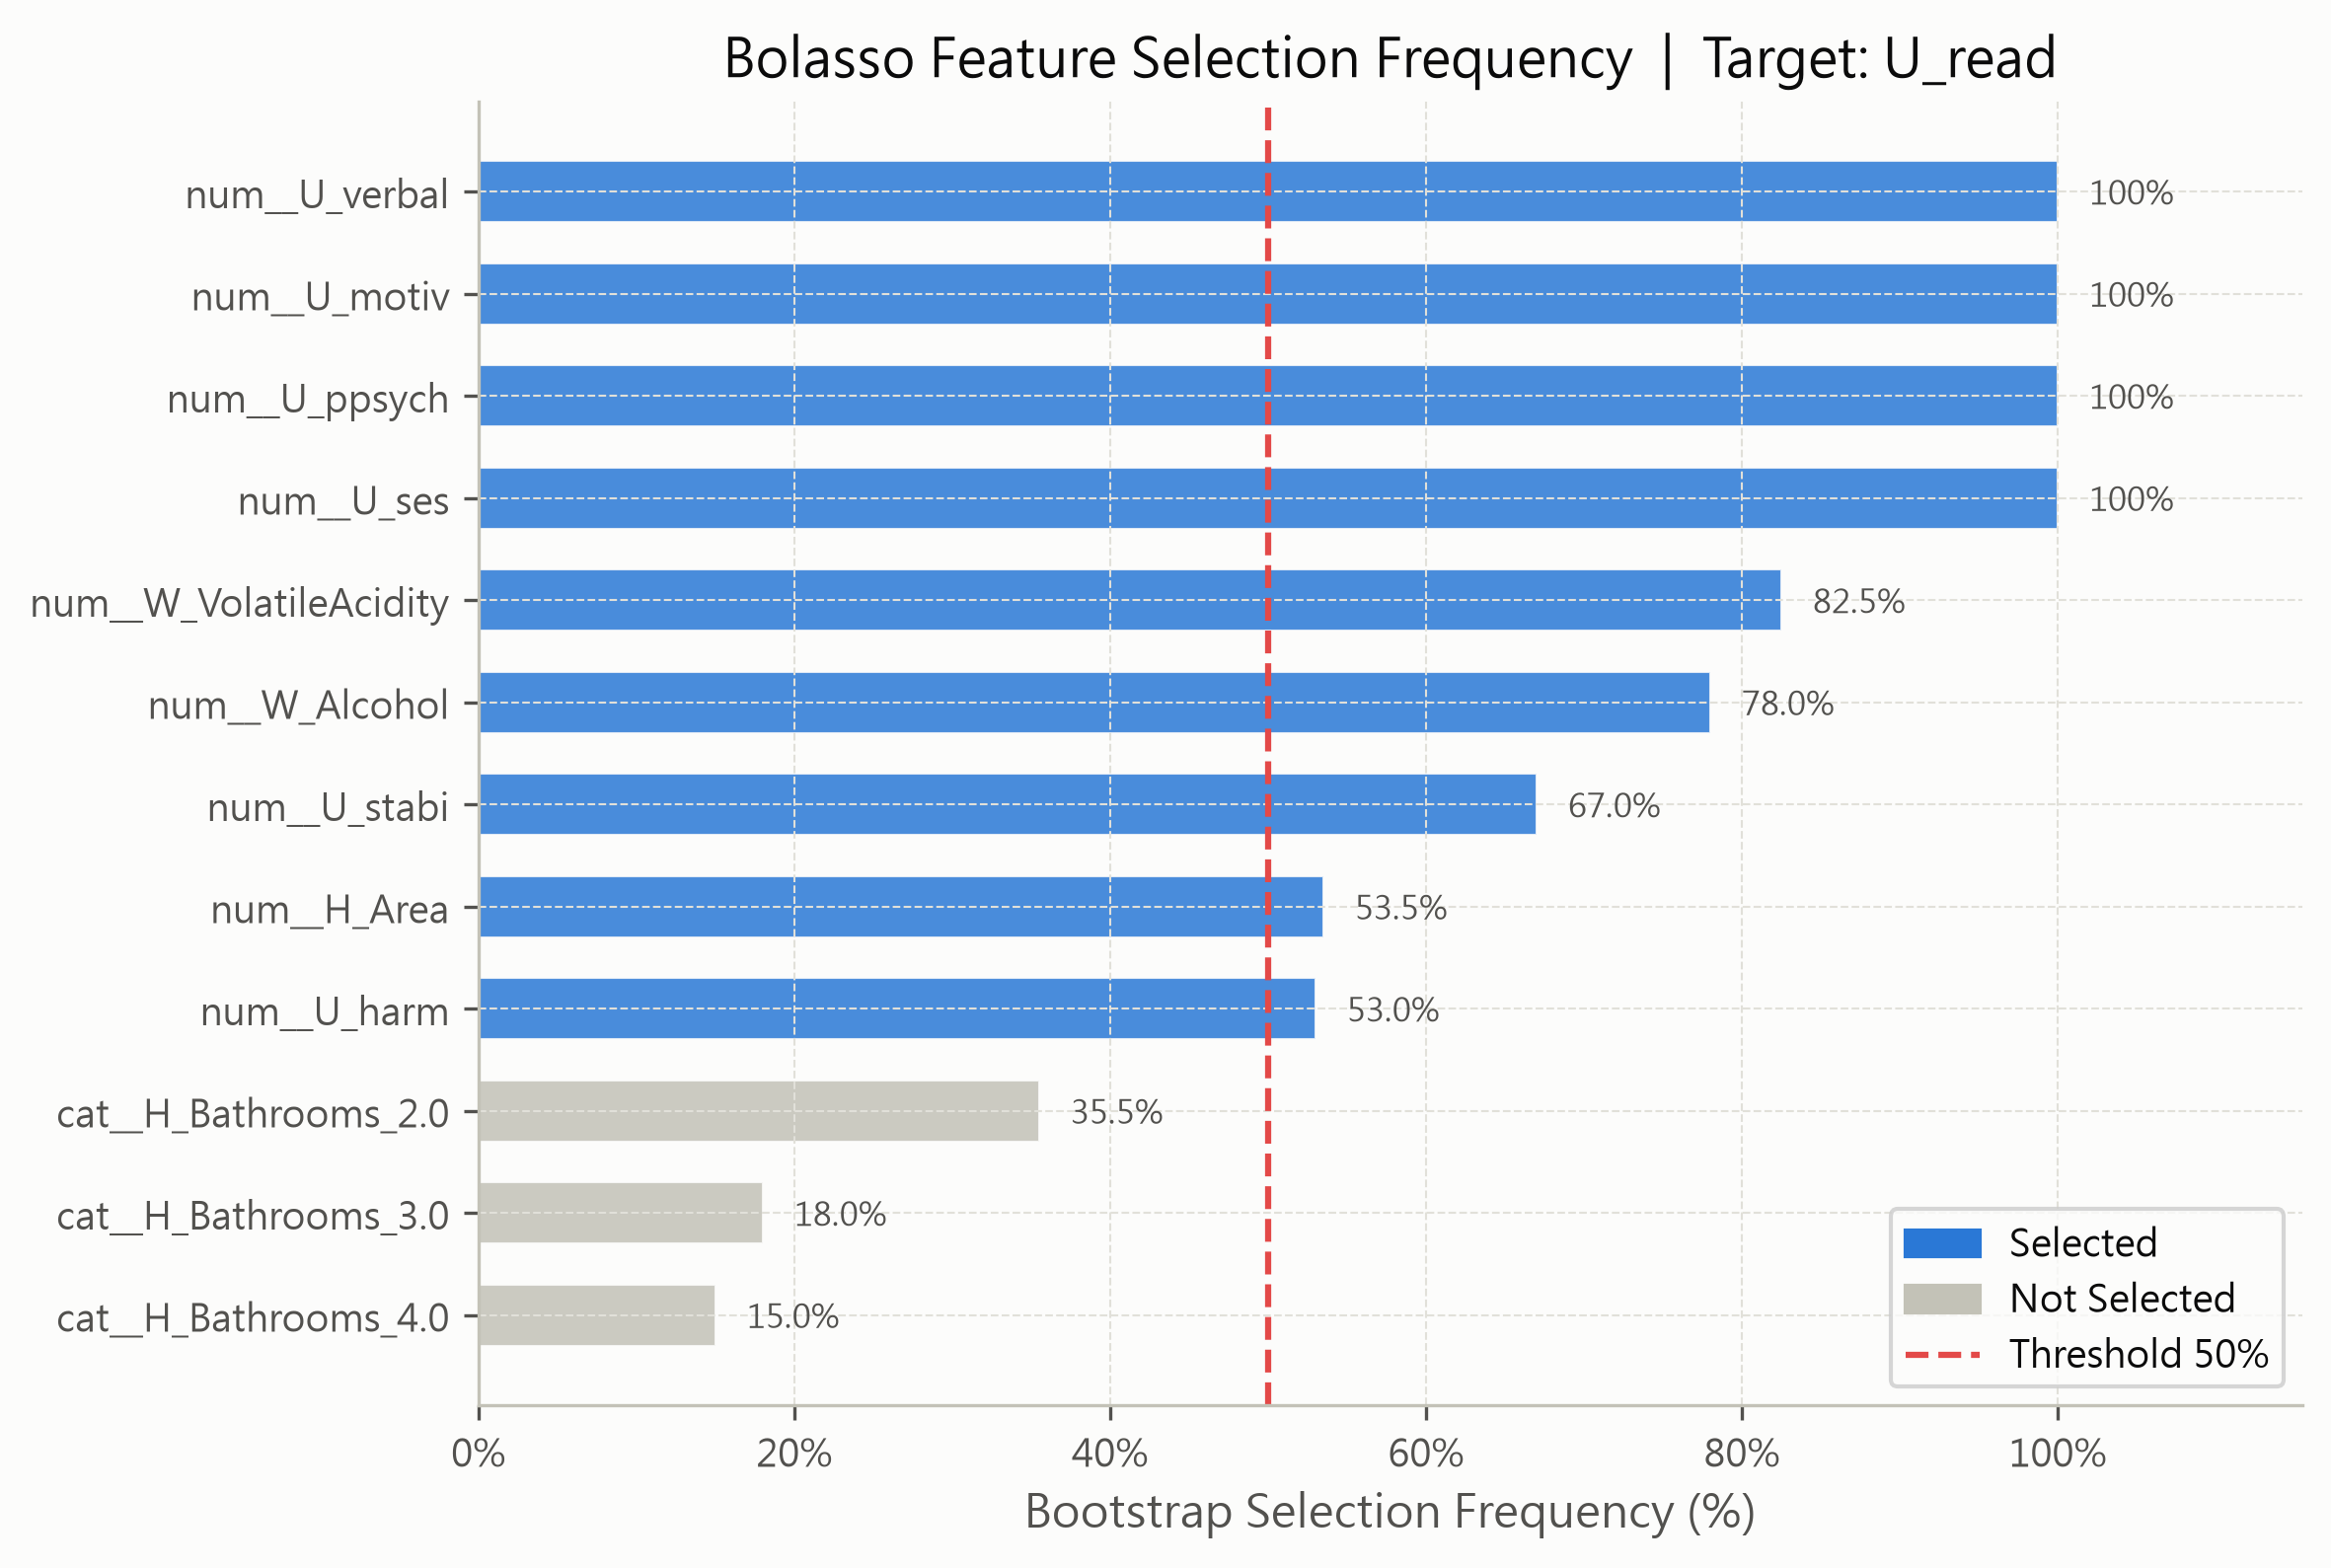 Bolasso Feature Selection Frequency | Target: U_read
num__U_verbal 100%
num__U_motiv 100%
num__U_ppsych 100%
num__U_ses 100%
num__W_VolatileAcidity 82.5%
num__W_Alcohol 78.0%
num__U_stabi 67.0%
num__H_Area 53.5%
num__U_harm 53.0%
cat__H_Bathrooms_2.0 35.5%
cat__H_Bathrooms_3.0 18.0%
cat__H_Bathrooms_4.0 15.0%
Selected
Not Selected
Threshold 50%
0% 20% 40% 60% 80% 100%
Bootstrap Selection Frequency (%)